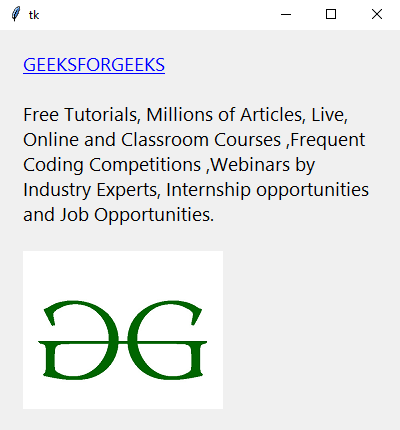 tk
GEEKSFORGEEKS
Free Tutorials, Millions of Articles, Live,
Online and Classroom Courses ,Frequent
Coding Competitions ,Webinars by
Industry Experts, Internship opportunities
and Job Opportunities.